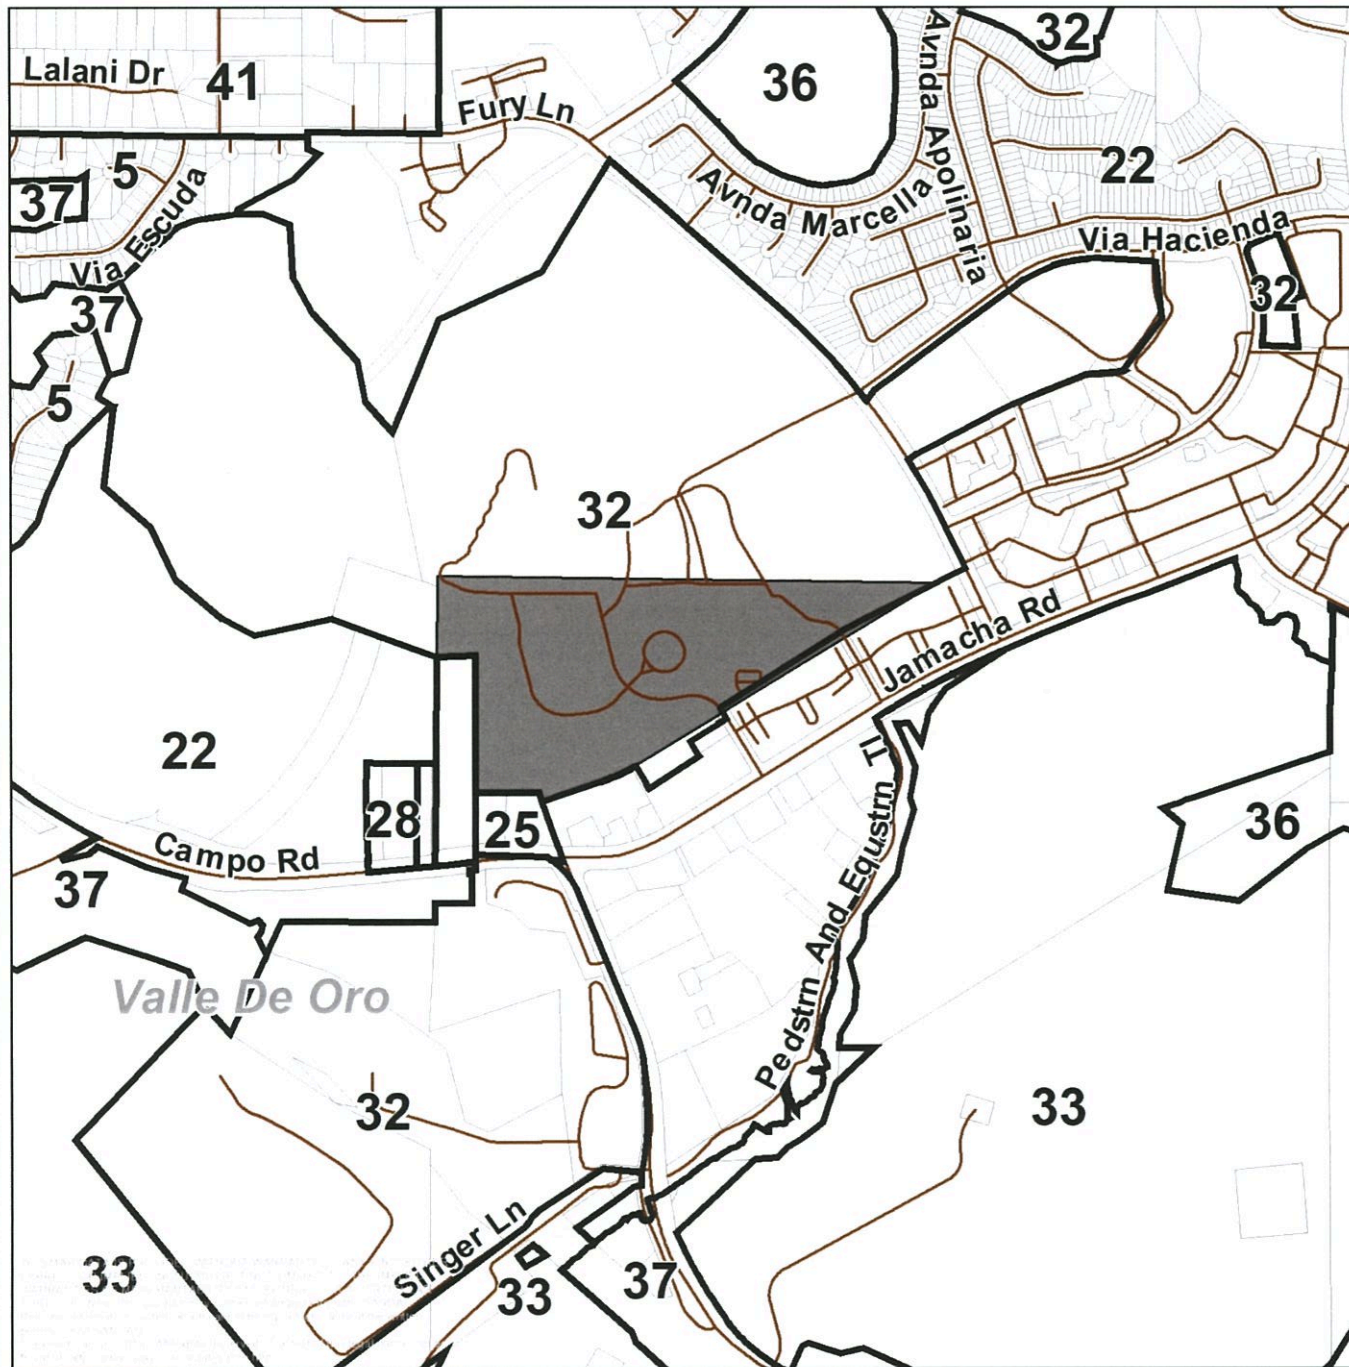 32
36
Lalani Dr
41
Fury Ln
Avnda Apolinaria
5
22
37
Avnda Marcella
Via Escuda
Via Hacienda
37
32
5
32
Jamacha Rd
22
Pedstrn And Equstrn Tl
28
25
36
Campo Rd
37
Valle De Oro
32
33
Singer Ln
33
33
37